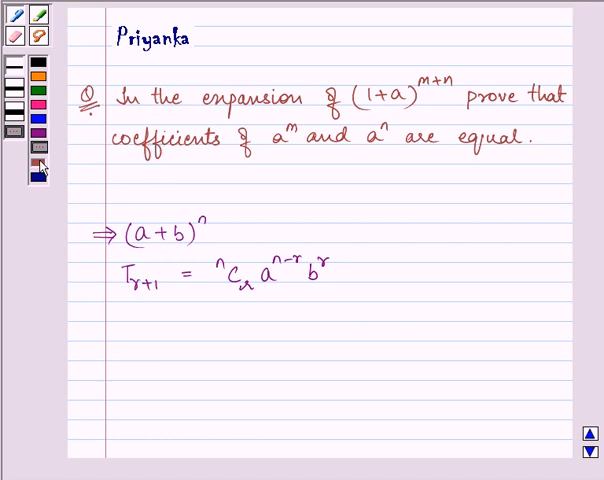 Priyanka
Q. In the expansion of (1+a)^{m+n} prove that
coefficients of a^m and a^n are equal.
⇒ (a+b)^n
T_{r+1} = ^nC_r a^{n-r} b^r